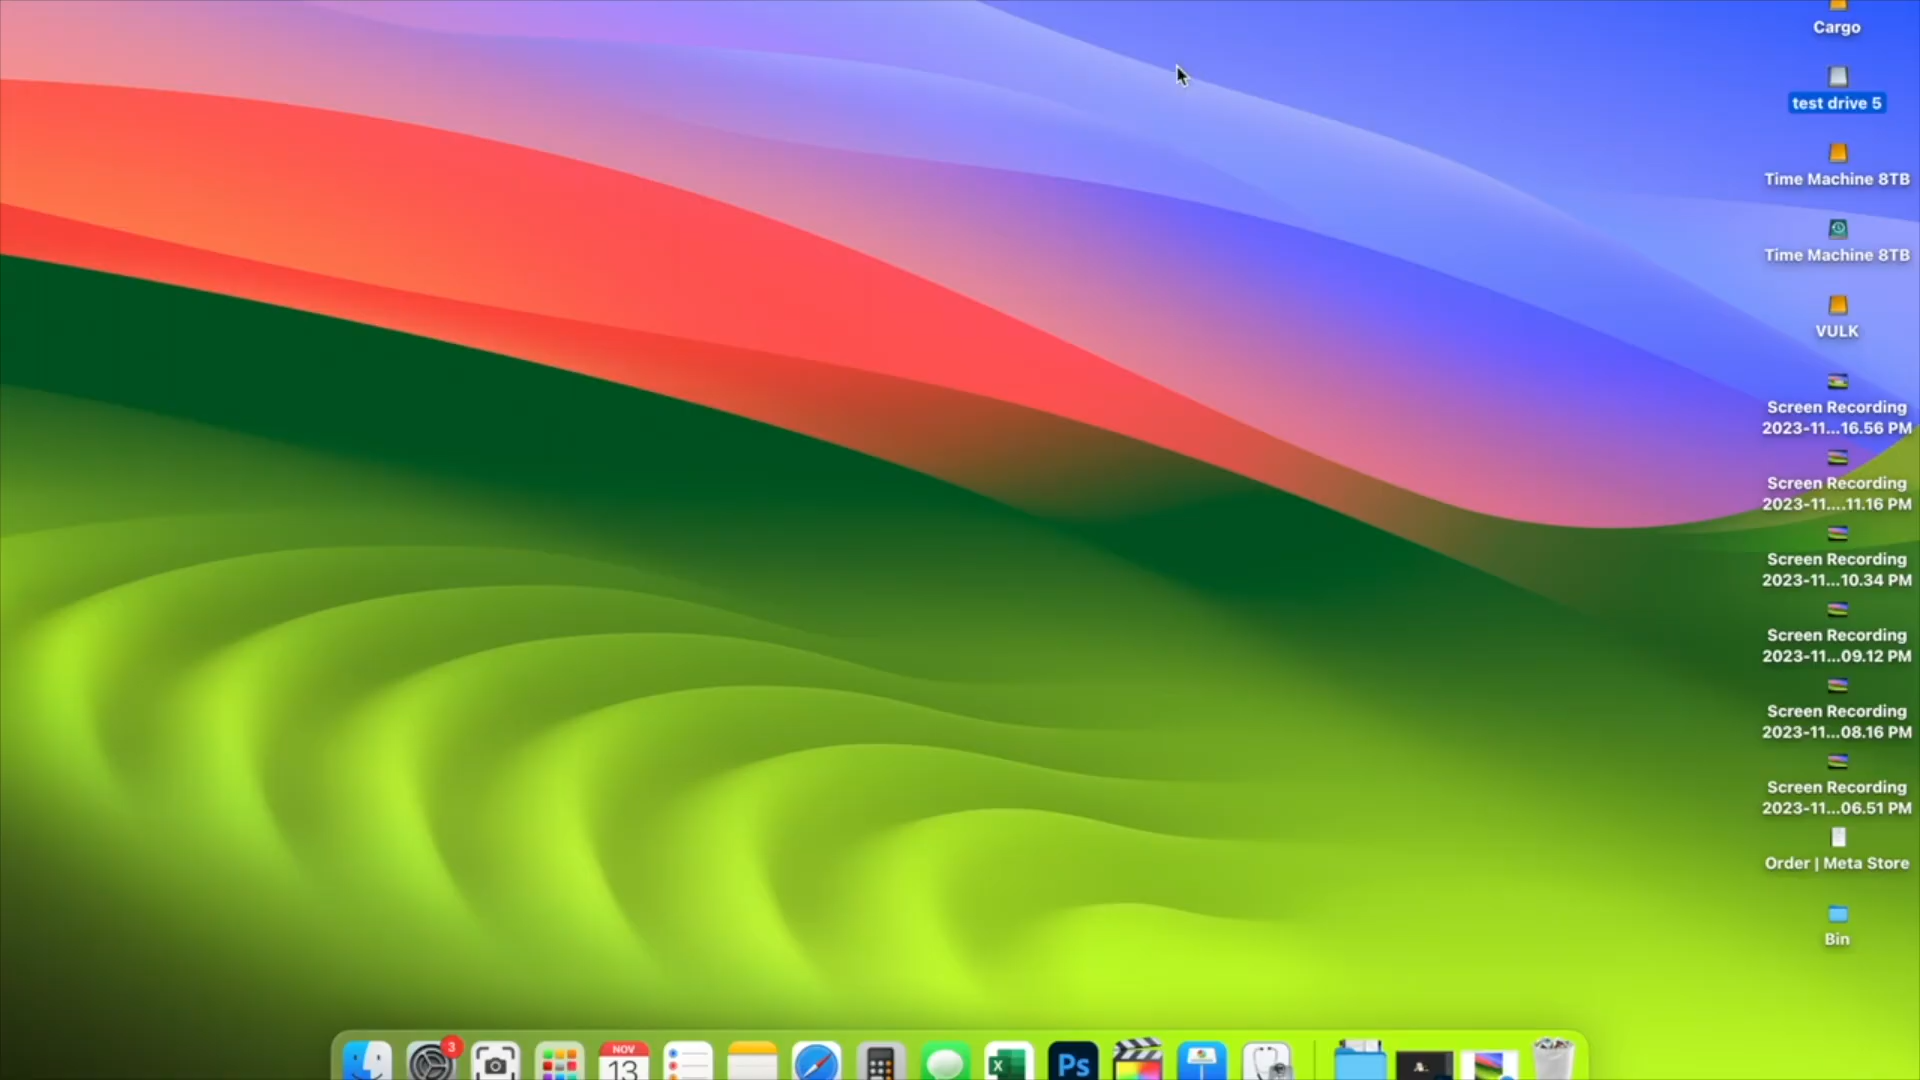 Cargo
test drive 5
Time Machine 8TB
Time Machine 8TB
VULK
Screen Recording
2023-11...16.56 PM
Screen Recording
2023-11....11.16 PM
Screen Recording
2023-11...10.34 PM
Screen Recording
2023-11...09.12 PM
Screen Recording
2023-11...08.16 PM
Screen Recording
2023-11...06.51 PM
Order | Meta Store
Bin
3
NOV
13
Ps